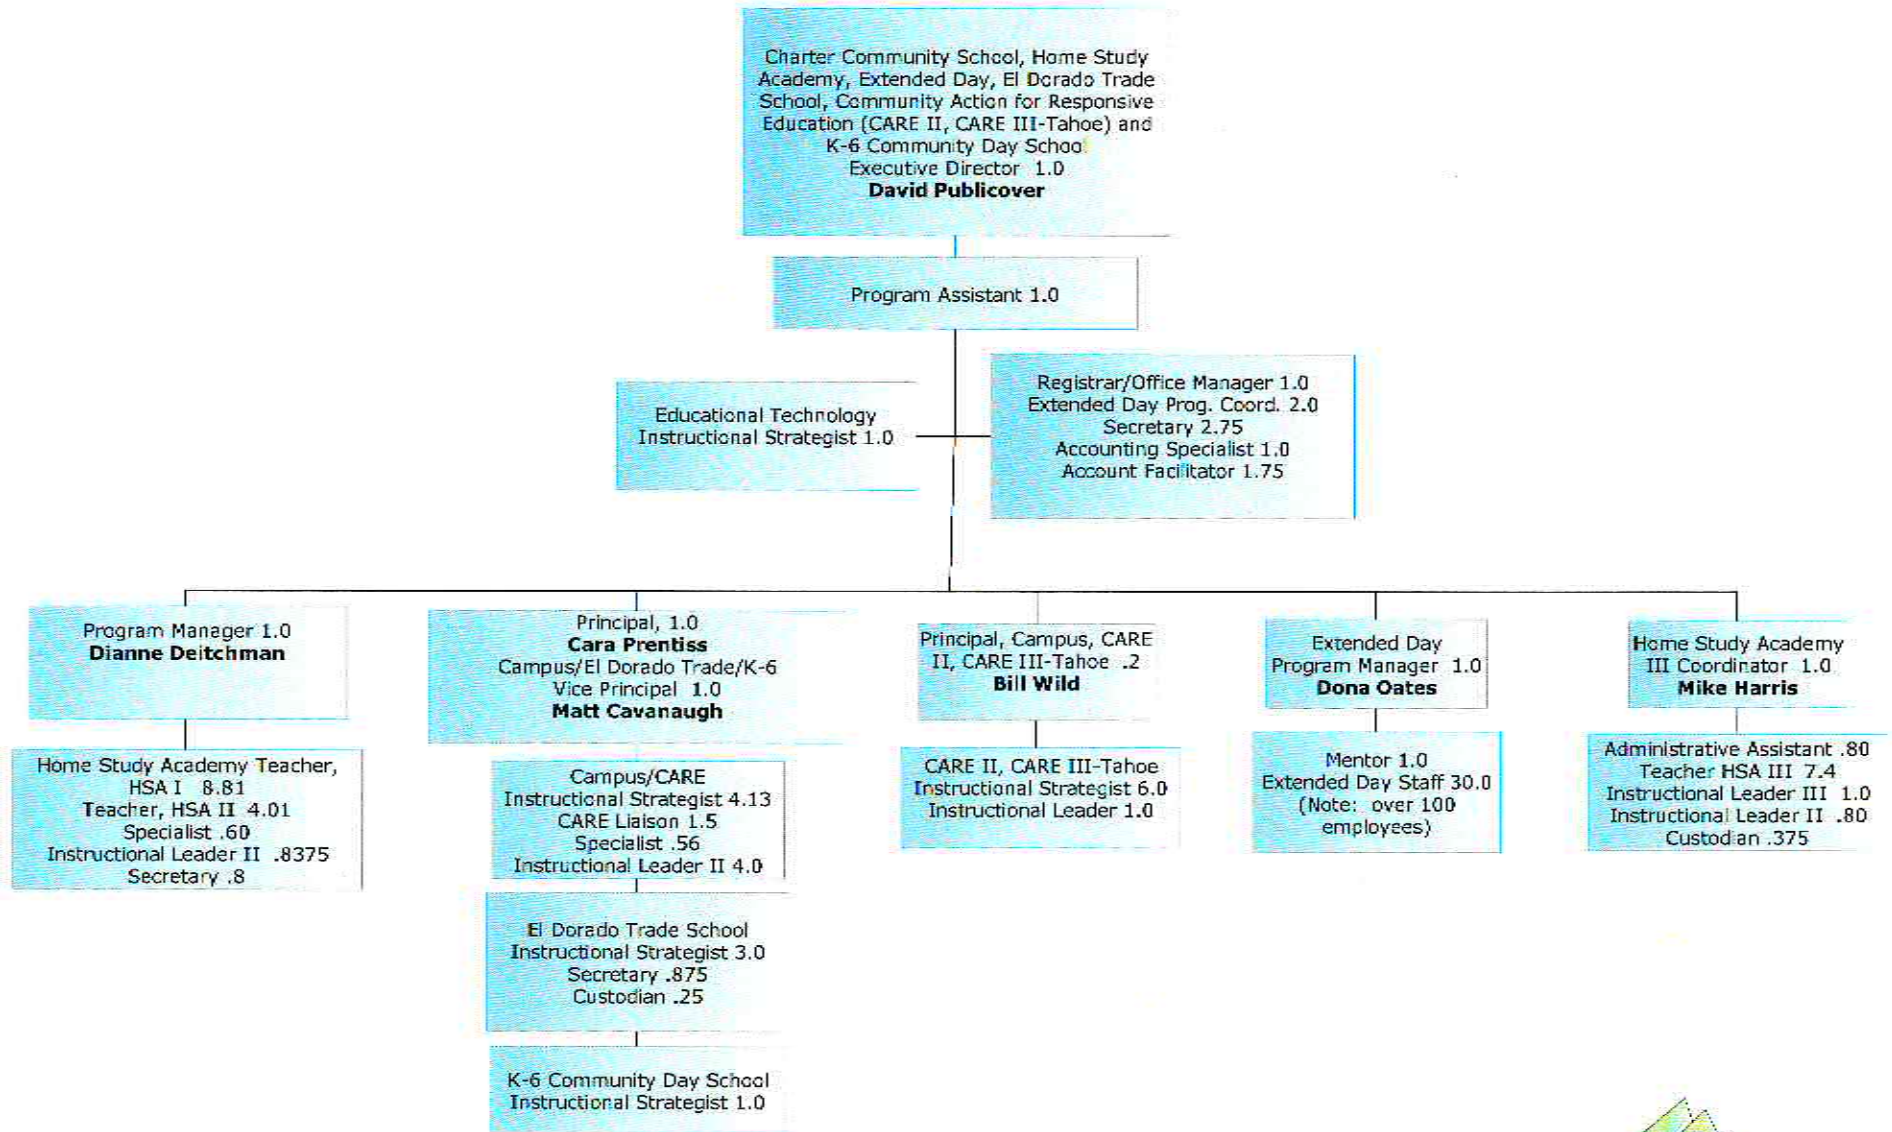 Charter Community School, Home Study
Academy, Extended Day, El Dorado Trade
School, Community Action for Responsive
Education (CARE II, CARE III-Tahoe) and
K-6 Community Day School
Executive Director 1.0
David Publicover
Program Assistant 1.0
Educational Technology
Instructional Strategist 1.0
Registrar/Office Manager 1.0
Extended Day Prog. Coord. 2.0
Secretary 2.75
Accounting Specialist 1.0
Account Facilitator 1.75
Program Manager 1.0
Dianne Deitchman
Home Study Academy Teacher,
HSA I 8.81
Teacher, HSA II 4.01
Specialist .60
Instructional Leader II .8375
Secretary .8
Principal, 1.0
Cara Prentiss
Campus/El Dorado Trade/K-6
Vice Principal 1.0
Matt Cavanaugh
Campus/CARE
Instructional Strategist 4.13
CARE Liaison 1.5
Specialist .56
Instructional Leader II 4.0
El Dorado Trade School
Instructional Strategist 3.0
Secretary .875
Custodian .25
K-6 Community Day School
Instructional Strategist 1.0
Principal, Campus, CARE
II, CARE III-Tahoe .2
Bill Wild
CARE II, CARE III-Tahoe
Instructional Strategist 6.0
Instructional Leader 1.0
Extended Day
Program Manager 1.0
Dona Oates
Mentor 1.0
Extended Day Staff 30.0
(Note: over 100
employees)
Home Study Academy
III Coordinator 1.0
Mike Harris
Administrative Assistant .80
Teacher HSA III 7.4
Instructional Leader III 1.0
Instructional Leader II .80
Custodian .375